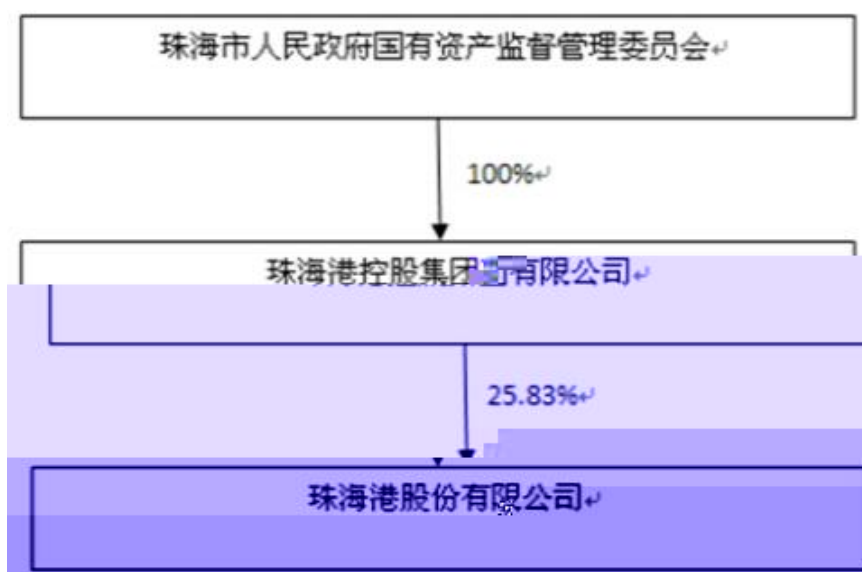 珠海市人民政府国有资产监督管理委员会
100%
珠海港控股集团有限公司
25.83%
珠海港股份有限公司